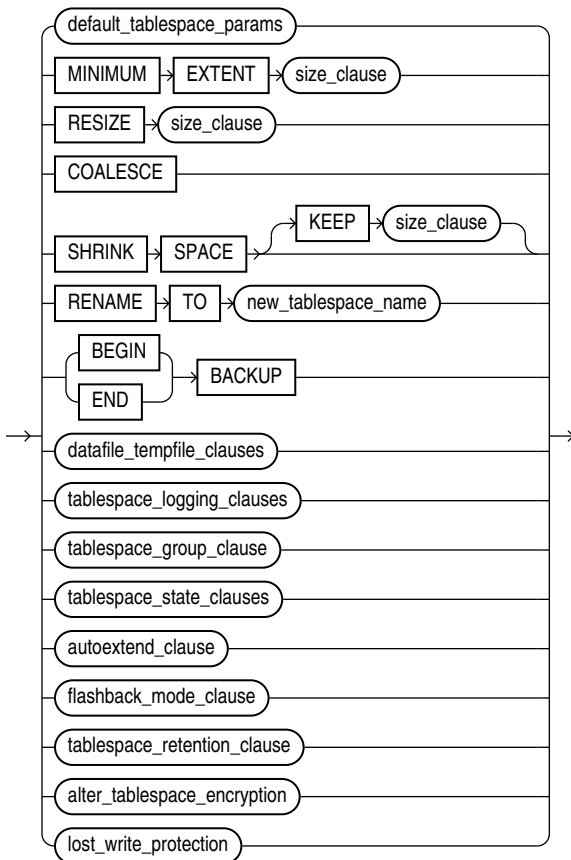 default_tablespace_params
MINIMUM EXTENT size_clause
RESIZE size_clause
COALESCE
KEEP size_clause
SHRINK SPACE
RENAME TO new_tablespace_name
BEGIN
BACKUP
END
datafile_tempfile_clauses
tablespace_logging_clauses
tablespace_group_clause
tablespace_state_clauses
autoextend_clause
flashback_mode_clause
tablespace_retention_clause
alter_tablespace_encryption
lost_write_protection